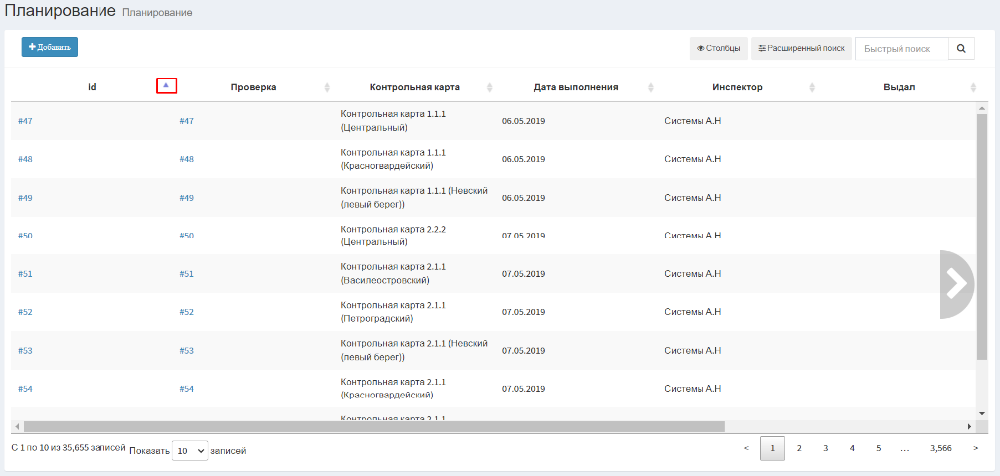 Планирование Планирование
Добавить
Столбцы Расширенный поиск Быстрый поиск
id Проверка Контрольная карта Дата выполнения Инспектор Выдал
#47 #47 Контрольная карта 1.1.1 (Центральный) 06.05.2019 Системы А.Н
#48 #48 Контрольная карта 1.1.1 (Красногвардейский) 06.05.2019 Системы А.Н
#49 #49 Контрольная карта 1.1.1 (Невский (левый берег)) 06.05.2019 Системы А.Н
#50 #50 Контрольная карта 2.2.2 (Центральный) 07.05.2019 Системы А.Н
#51 #51 Контрольная карта 2.1.1 (Василеостровский) 07.05.2019 Системы А.Н
#52 #52 Контрольная карта 2.1.1 (Петроградский) 07.05.2019 Системы А.Н
#53 #53 Контрольная карта 2.1.1 (Невский (левый берег)) 07.05.2019 Системы А.Н
#54 #54 Контрольная карта 2.1.1 (Красногвардейский) 07.05.2019 Системы А.Н
Контрольная карта 2.1.1
С 1 по 10 из 35,655 записей Показать 10 записей < 1 2 3 4 5 … 3,566 >